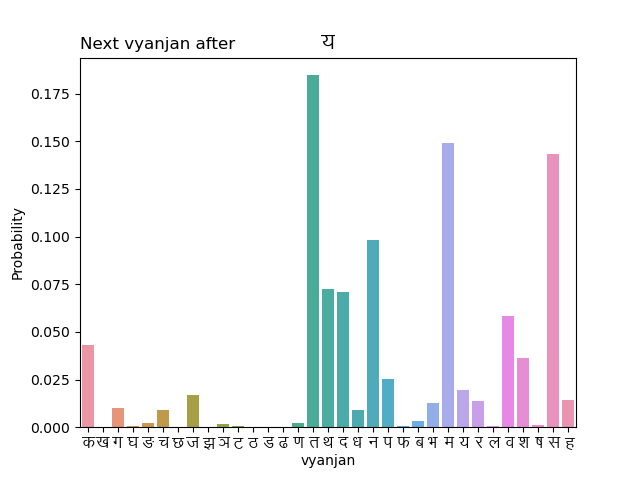 Next vyanjan after य
0.175
0.150
0.125
0.100
0.075
0.050
0.025
0.000
Probability
क ख ग घ ङ च छ ज झ ञ ट ठ ड ढ ण त थ द ध न प फ ब भ म य र ल व श ष स ह
vyanjan